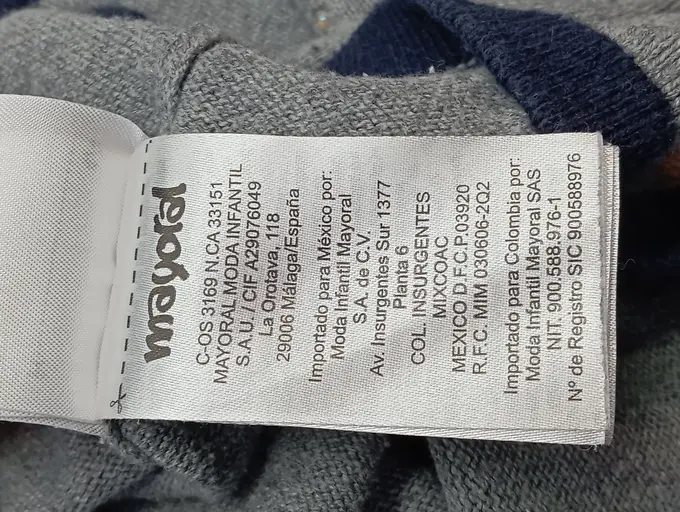 mayoral
C-OS 3169 N.CA 33151
MAYORAL MODA INFANTIL
S.A.U. / CIF A29076049
La Orotava, 118
29006 Málaga/España
Importado para México por:
Moda Infantil Mayoral
S.A. de C.V.
Av. Insurgentes Sur 1377
Planta 6
COL. INSURGENTES
MIXCOAC
MEXICO D.F.C.P.03920
R.F.C. MIM 030606-2Q2
Importado para Colombia por:
Moda Infantil Mayoral SAS
NIT. 900.588.976-1
Nº de Registro SIC 900588976